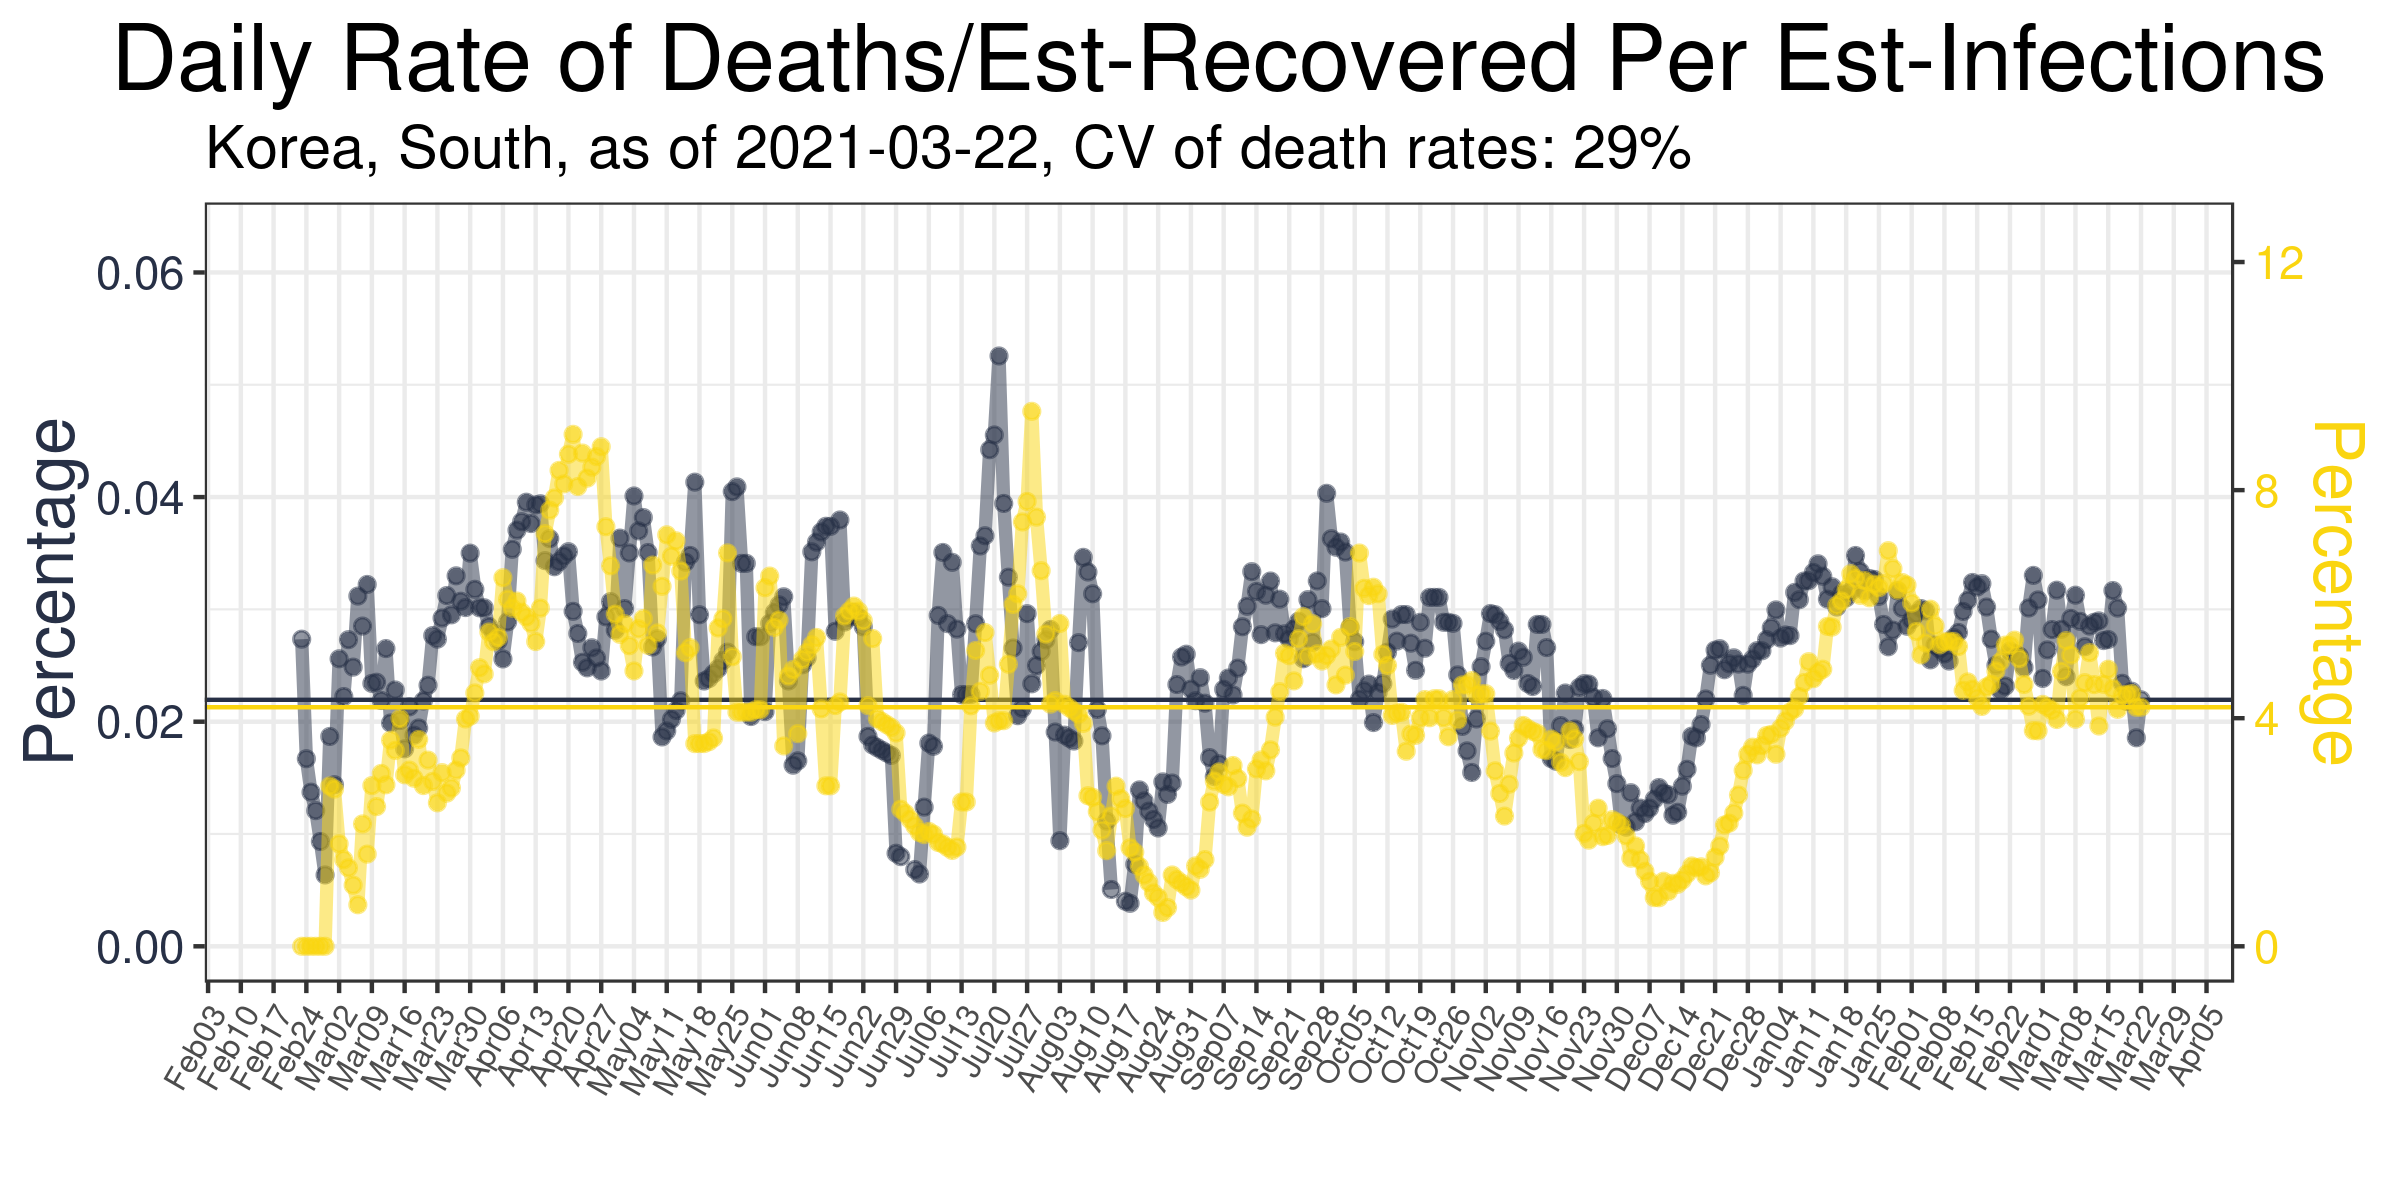 Daily Rate of Deaths/Est-Recovered Per Est-Infections
Korea, South, as of 2021-03-22, CV of death rates: 29%
Percentage
0.06
0.04
0.02
0.00
12
8
4
0
Percentage
Feb03
Feb10
Feb17
Feb24
Mar02
Mar09
Mar16
Mar23
Mar30
Apr06
Apr13
Apr20
Apr27
May04
May11
May18
May25
Jun01
Jun08
Jun15
Jun22
Jun29
Jul06
Jul13
Jul20
Jul27
Aug03
Aug10
Aug17
Aug24
Aug31
Sep07
Sep14
Sep21
Sep28
Oct05
Oct12
Oct19
Oct26
Nov02
Nov09
Nov16
Nov23
Nov30
Dec07
Dec14
Dec21
Dec28
Jan04
Jan11
Jan18
Jan25
Feb01
Feb08
Feb15
Feb22
Mar01
Mar08
Mar15
Mar22
Mar29
Apr05